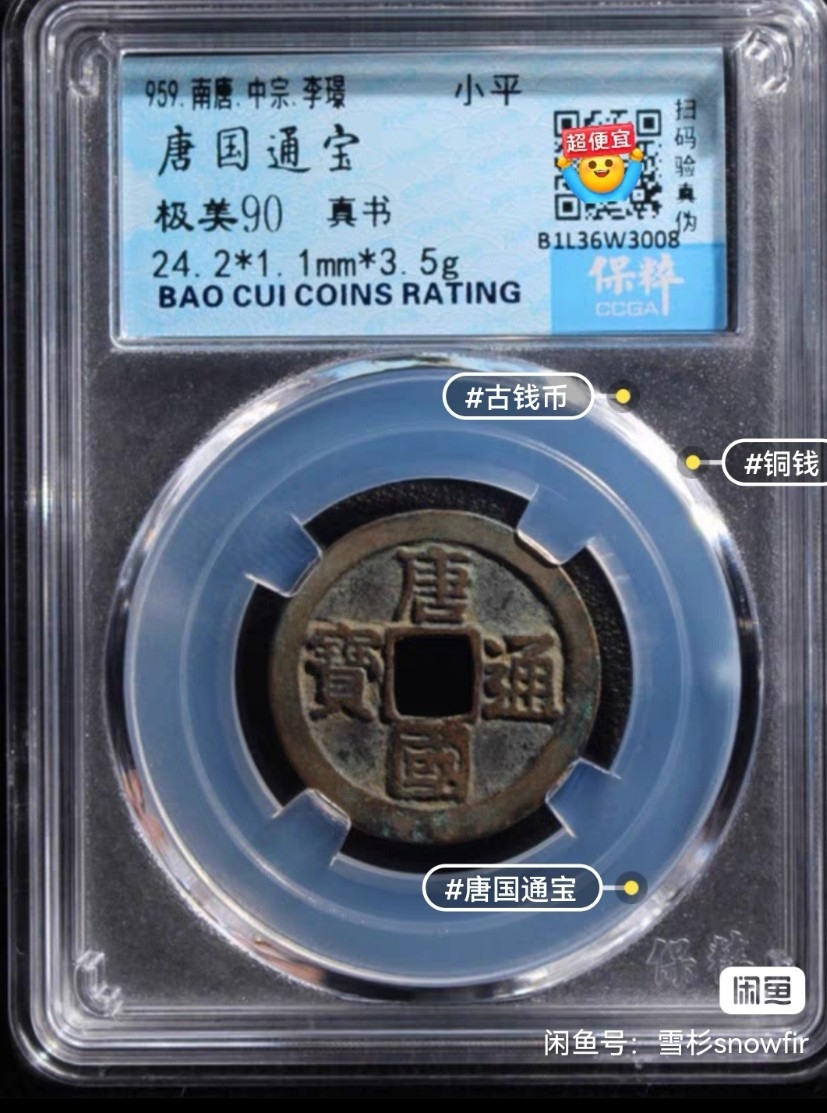 959.南唐.中宗.李璟
小平
唐国通宝
极美90 真书
24.2*1.1mm*3.5g
BAO CUI COINS RATING
超便宜
扫码验真伪
B1L36W3008
保粹
CCGA
#古钱币
#铜钱
唐
寳 通
國
#唐国通宝
保粹
闲鱼
闲鱼号：雪杉snowfir